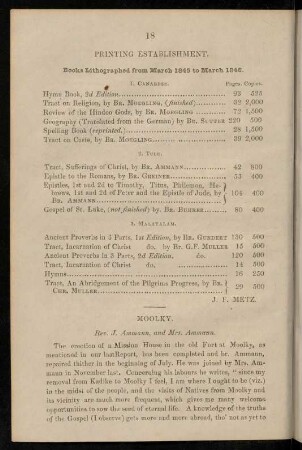 18
PRINTING ESTABLISHMENT.
Books Lithographed from March 1845 to March 1846.
1. CANARESE. Pages. Copies.
Hymn Book, 2d Edition. 92 525
Tract on Religion, by BR. MOEGLING, (finished) 82 2,000
Review of the Hindoo Gods, by BR. MOEGLING 72 1,500
Geography (Translated from the German) by BR. SUTTER 220 500
Spelling Book (reprinted.) 28 1,500
Tract on Caste, by BR. MOEGLING 39 2,000
2. TULU.
Tract, Sufferings of Christ, by BR. AMMANN 42 800
Epistle to the Romans, by BR. GREINER 53 400
Epistles, 1st and 2d to Timothy, Titus, Philemon, Hebrews, 1st and 2d of Peter and the Epistle of Jude, by BR. AMMANN 104 400
Gospel of St. Luke, (not finished) by BR. BUHRER 80 400
3. MALAYALAM.
Ancient Proverbs in 3 Parts, 1st Edition, by BR. GUNDERT 150 500
Tract, Incarnation of Christ do. by BR. G.F. MULLER 15 500
Ancient Proverbs in 3 Parts, 2d Edition do. 120 500
Tract, Incarnation of Christ do. 14 500
Hymns 16 250
Tract, An Abridgement of the Pilgrims Progress, by BR. CHR. MULLER 29 500
J. F. METZ.
MOOLKY.
Rev. J. Ammann, and Mrs. Ammann.
The erection of a Mission House in the old Fort at Moolky, as
mentioned in our last Report, has been completed and br. Ammann,
repaired thither in the beginning of July. He was joined by Mrs. Ammann
in November last. Concerning his labours he writes, "since my
removal from Kadike to Moolky I feel, I am where I ought to be (viz.)
in the midst of the people, and the visits of Natives from Moolky and
its vicinity are much more frequent, which gives me many welcome
opportunities to sow the seed of eternal life. A knowledge of the truths
of the Gospel (I observe) gets more and more abroad, tho' not as yet to